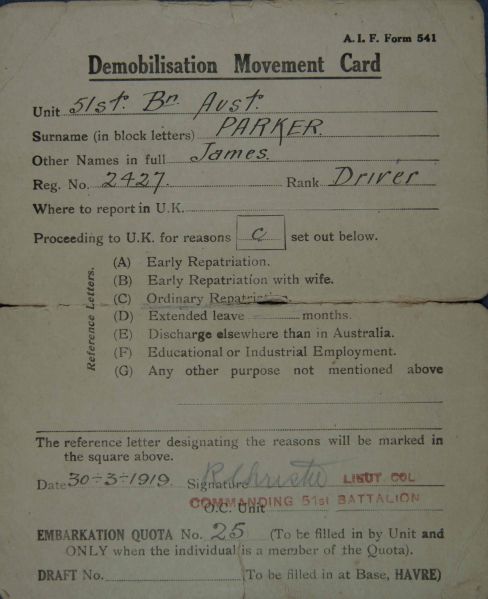 A. I. F. Form 541
Demobilisation Movement Card
Unit 51st. Bn. Aust.
Surname (in block letters) PARKER.
Other Names in full James.
Reg. No. 2427. Rank Driver
Where to report in U.K.
Proceeding to U.K. for reasons C set out below.
Reference Letters.
(A) Early Repatriation.
(B) Early Repatriation with wife.
(C) Ordinary Repatriation.
(D) Extended leave months.
(E) Discharge elsewhere than in Australia.
(F) Educational or Industrial Employment.
(G) Any other purpose not mentioned above
The reference letter designating the reasons will be marked in
the square above.
Date 30-3-1919. Signature R Christie LIEUT COL
COMMANDING 51st BATTALION
O.C. Unit
EMBARKATION QUOTA No. 25 (To be filled in by Unit and
ONLY when the individual is a member of the Quota).
DRAFT No. (To be filled in at Base, HAVRE)